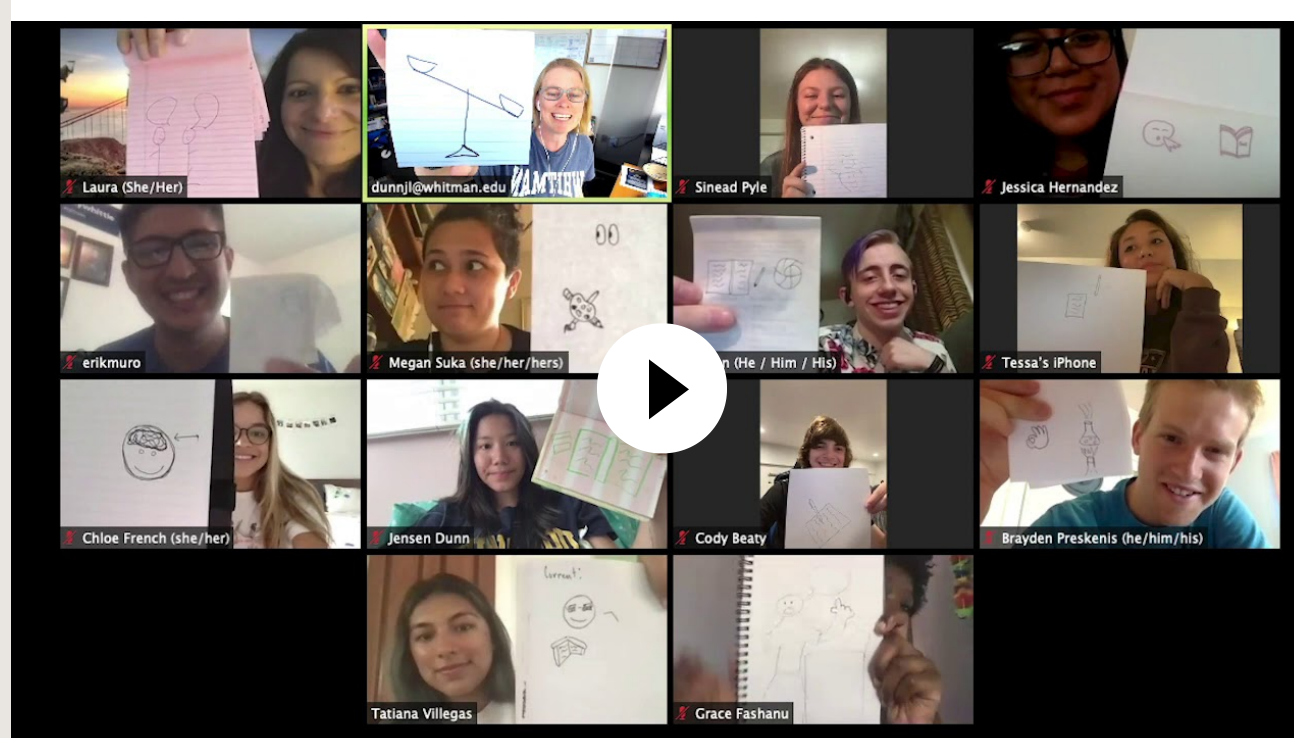 Laura (She/Her)
dunnjl@whitman.edu
WHITMAN
Sinead Pyle
Jessica Hernandez
erikmuro
Megan Suka (she/her/hers)
(He / Him / His)
Tessa's iPhone
Chloe French (she/her)
Jensen Dunn
Cody Beaty
Brayden Preskenis (he/him/his)
Current:
Tatiana Villegas
Grace Fashanu